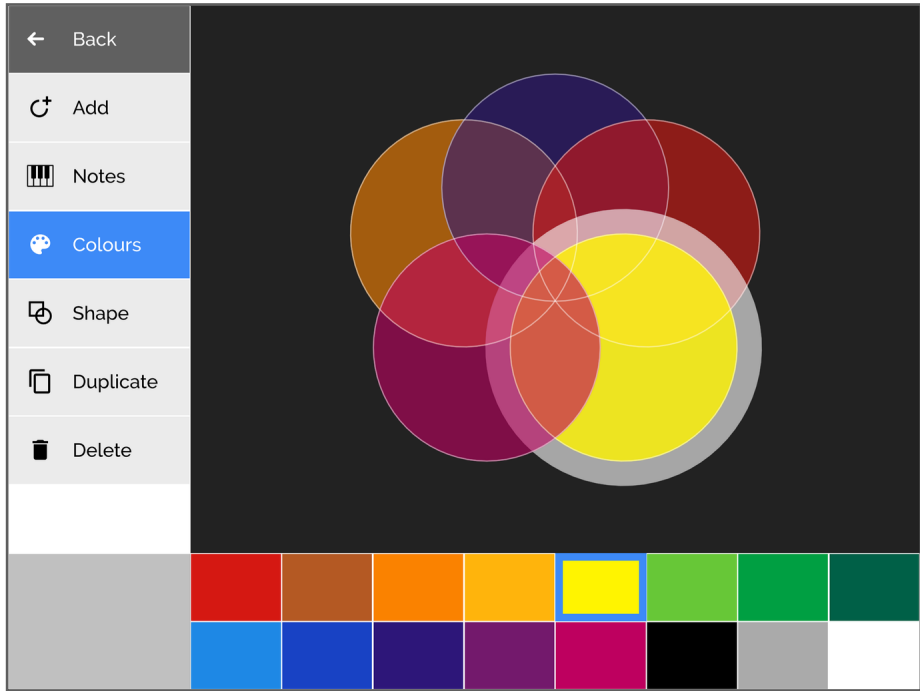 Back
Add
Notes
Colours
Shape
Duplicate
Delete